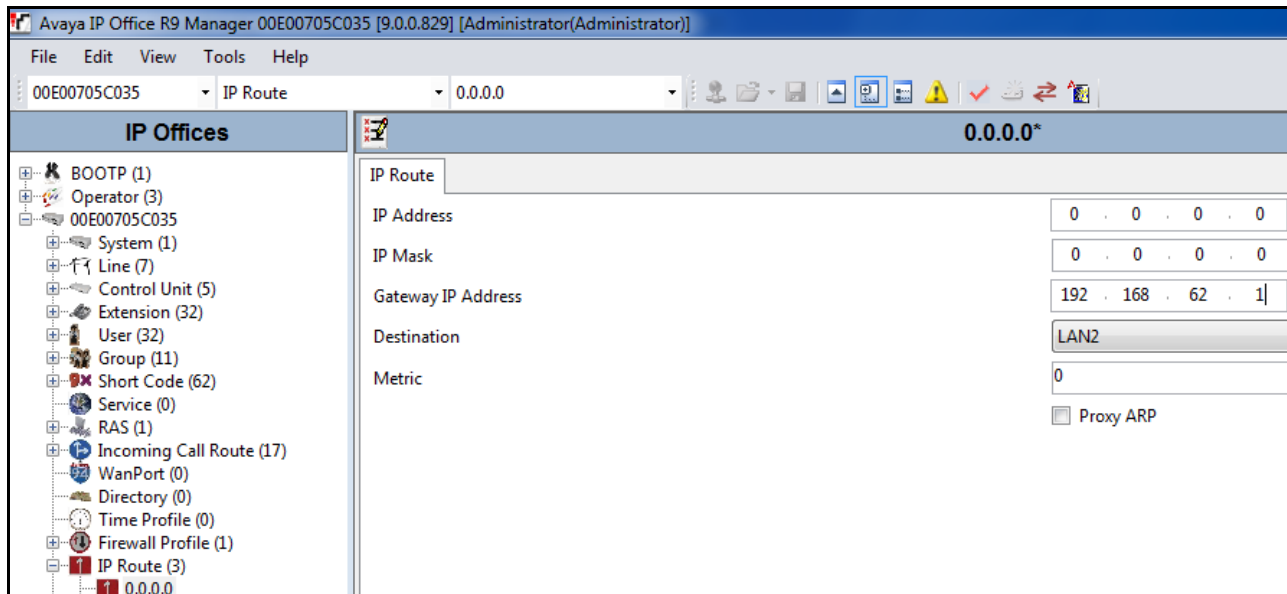 Avaya IP Office R9 Manager 00E00705C035 [9.0.0.829] [Administrator(Administrator)]
File Edit View Tools Help
00E00705C035 IP Route 0.0.0.0
IP Offices
0.0.0.0*
BOOTP (1)
Operator (3)
00E00705C035
System (1)
Line (7)
Control Unit (5)
Extension (32)
User (32)
Group (11)
Short Code (62)
Service (0)
RAS (1)
Incoming Call Route (17)
WanPort (0)
Directory (0)
Time Profile (0)
Firewall Profile (1)
IP Route (3)
0.0.0.0
IP Route
IP Address 0 . 0 . 0 . 0
IP Mask 0 . 0 . 0 . 0
Gateway IP Address 192 . 168 . 62 . 1
Destination LAN2
Metric 0
Proxy ARP